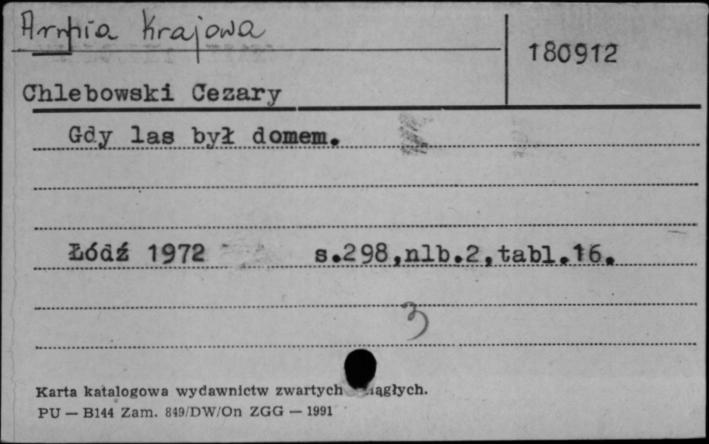 Armia Krajowa
180912
Chlebowski Cezary
Gdy las był domem.
Łódź 1972 s.298,nlb.2,tabl.16.
3
Karta katalogowa wydawnictw zwartych
PU — B144 Zam. 849/DW/On ZGG — 1991